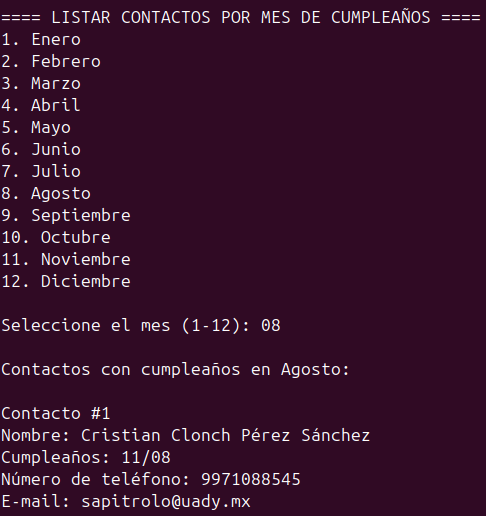 ==== LISTAR CONTACTOS POR MES DE CUMPLEAÑOS ====
1. Enero
2. Febrero
3. Marzo
4. Abril
5. Mayo
6. Junio
7. Julio
8. Agosto
9. Septiembre
10. Octubre
11. Noviembre
12. Diciembre
Seleccione el mes (1-12): 08
Contactos con cumpleaños en Agosto:
Contacto #1
Nombre: Cristian Clonch Pérez Sánchez
Cumpleaños: 11/08
Número de teléfono: 9971088545
E-mail: sapitrolo@uady.mx